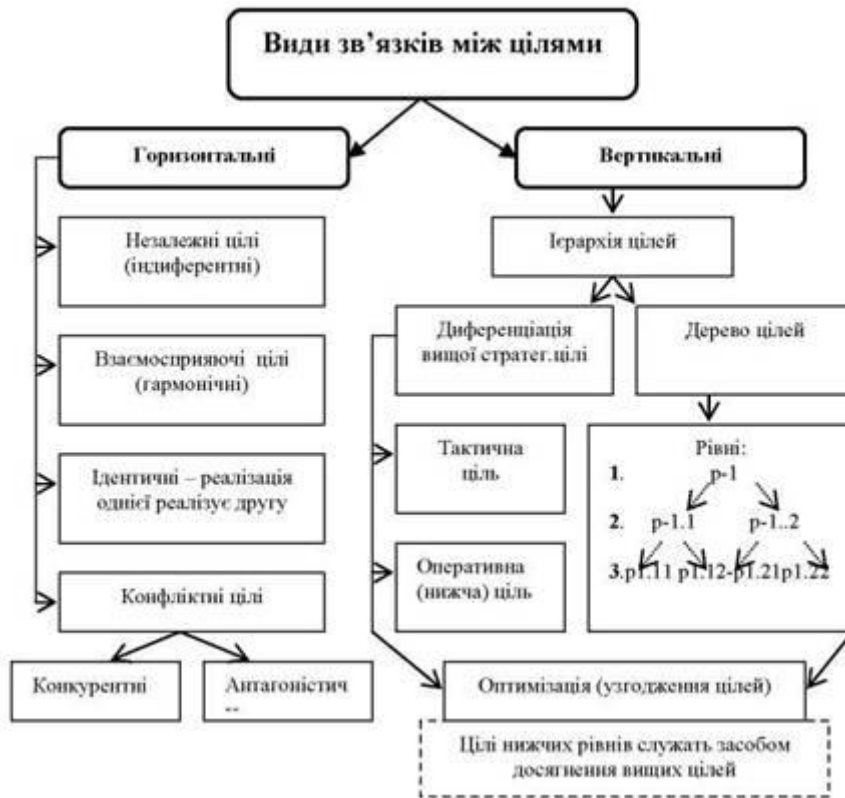 Види зв’язків між цілями
Горизонтальні
Вертикальні
Незалежні цілі
(індиферентні)
Взаємосприяючі цілі
(гармонічні)
Ідентичні – реалізація
однієї реалізує другу
Конфліктні цілі
Конкурентні
Антагоністич
Ієрархія цілей
Диференціація
вищої стратег.цілі
Дерево цілей
Тактична
ціль
Оперативна
(нижча) ціль
Рівні:
1. р-1
2. р-1.1 р-1..2
3.р1.11 р1.12-р1.21р1.22
Оптимізація (узгодження цілей)
Цілі нижчих рівнів служать засобом
досягнення вищих цілей